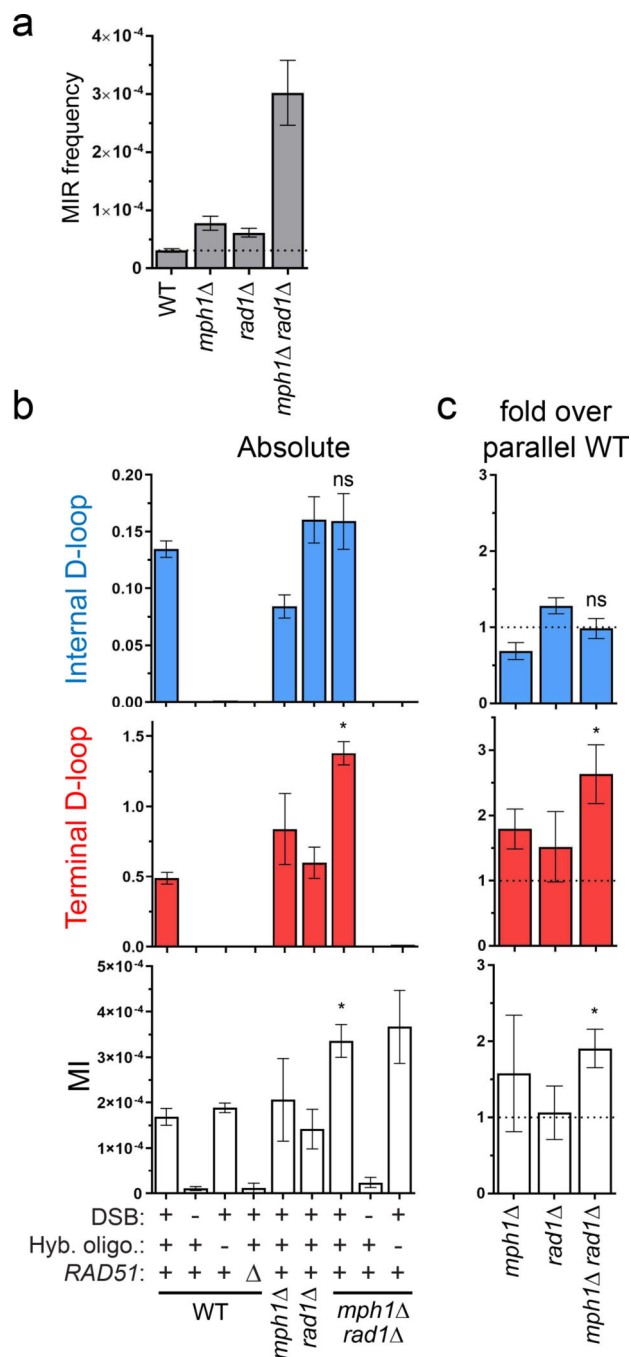 a
MIR frequency
4×10⁻⁴
3×10⁻⁴
2×10⁻⁴
1×10⁻⁴
0
WT
mph1Δ
rad1Δ
mph1Δ rad1Δ
b
Absolute
Internal D-loop
0.20
0.15
0.10
0.05
0.00
ns
Terminal D-loop
1.5
1.0
0.5
0.0
*
MI
5×10⁻⁴
4×10⁻⁴
3×10⁻⁴
2×10⁻⁴
1×10⁻⁴
0
*
DSB: + - + + + + + - +
Hyb. oligo.: + + - + + + + + -
RAD51: + + + Δ + + + + +
WT
mph1Δ
rad1Δ
mph1Δ
rad1Δ
c
fold over
parallel WT
3
2
1
0
ns
3
2
1
0
*
2
1
0
*
mph1Δ
rad1Δ
mph1Δ rad1Δ